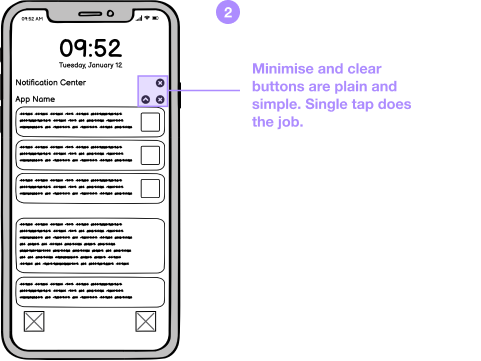 2
09:52 AM
09:52
Tuesday, January 12
Notification Center
App Name
Minimise and clear
buttons are plain and
simple. Single tap does
the job.